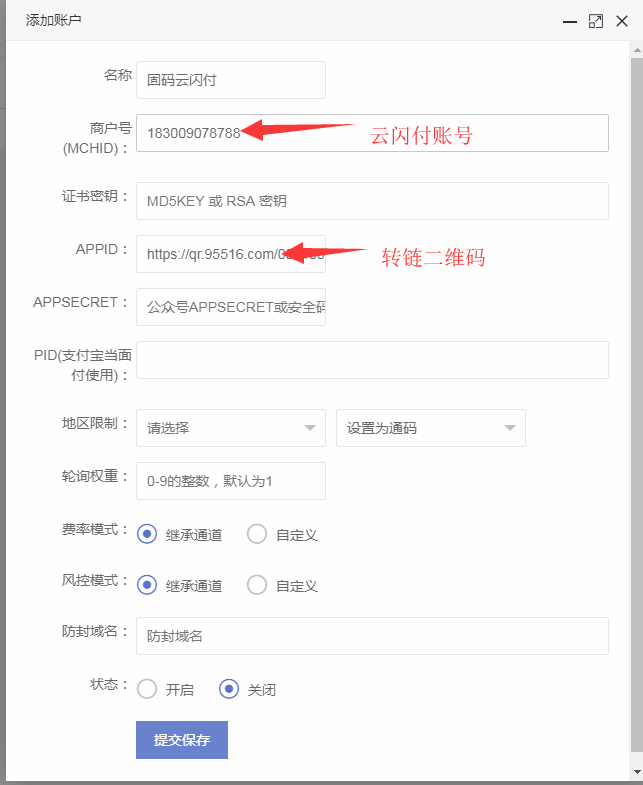 添加账户
名称
固码云闪付
商户号
(MCHID)：
183009078788
云闪付账号
证书密钥：
MD5KEY 或 RSA 密钥
APPID：
https://qr.95516.com/
转链二维码
APPSECRET：
公众号APPSECRET或安全码
PID(支付宝当面
付使用)：
地区限制：
请选择
设置为通码
轮询权重：
0-9的整数，默认为1
费率模式：
继承通道
自定义
风控模式：
继承通道
自定义
防封域名：
防封域名
状态：
开启
关闭
提交保存